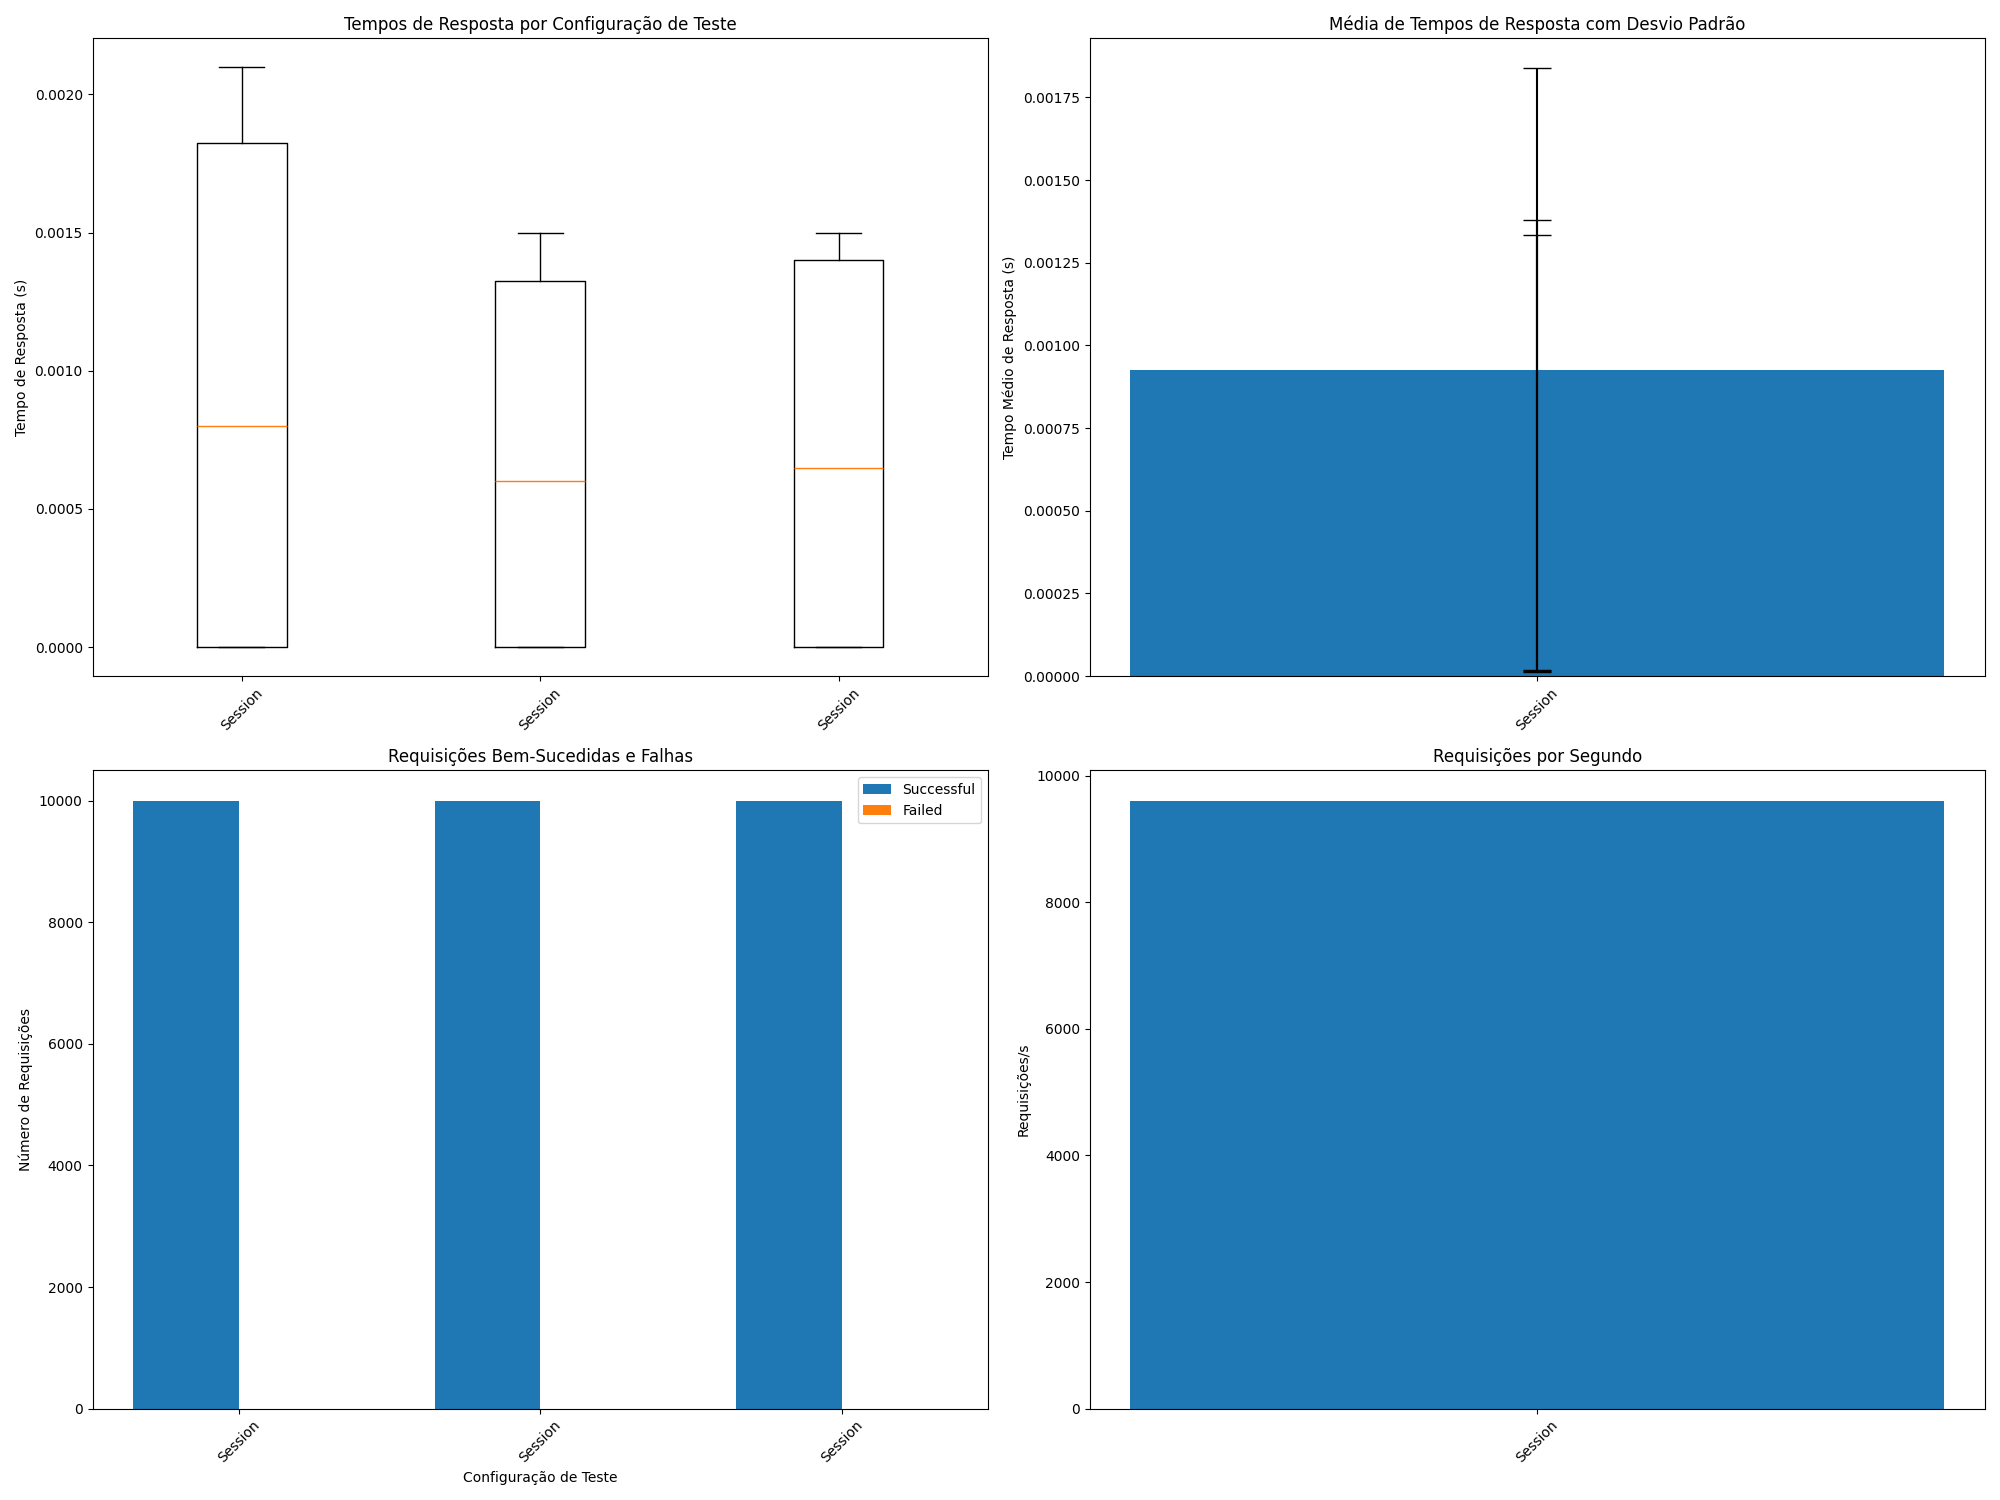 Tempos de Resposta por Configuração de Teste
Tempo de Resposta (s)
0.0020
0.0015
0.0010
0.0005
0.0000
Session
Session
Session
Média de Tempos de Resposta com Desvio Padrão
Tempo Médio de Resposta (s)
0.00175
0.00150
0.00125
0.00100
0.00075
0.00050
0.00025
0.00000
Session
Requisições Bem-Sucedidas e Falhas
Número de Requisições
10000
8000
6000
4000
2000
0
Successful
Failed
Session
Session
Session
Configuração de Teste
Requisições por Segundo
Requisições/s
10000
8000
6000
4000
2000
0
Session